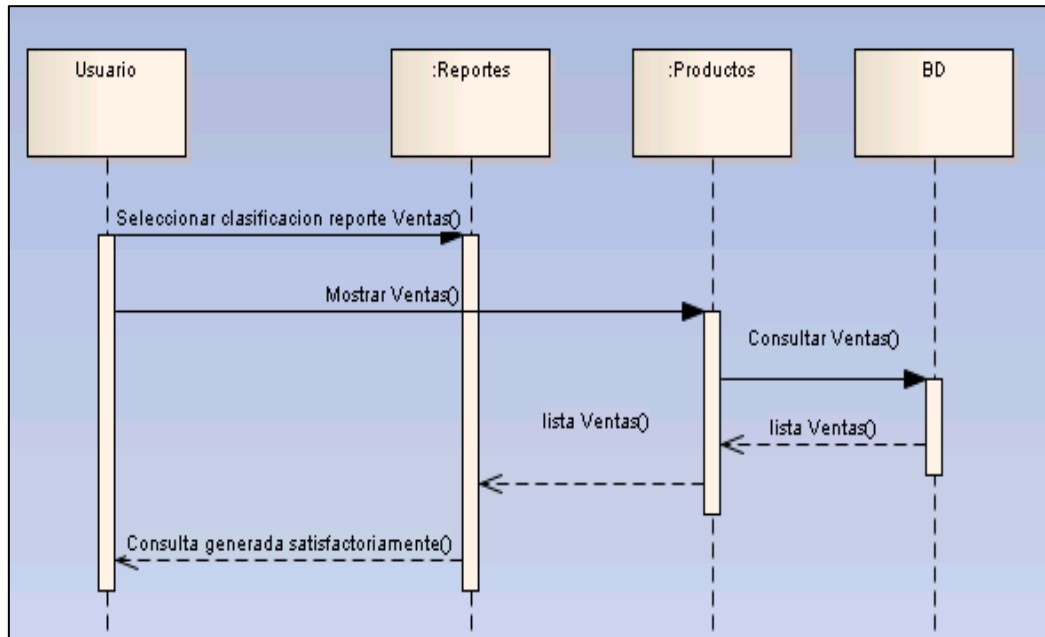 Usuario
:Reportes
:Productos
BD
Seleccionar clasificacion reporte Ventas()
Mostrar Ventas()
Consultar Ventas()
lista Ventas()
lista Ventas()
Consulta generada satisfactoriamente()